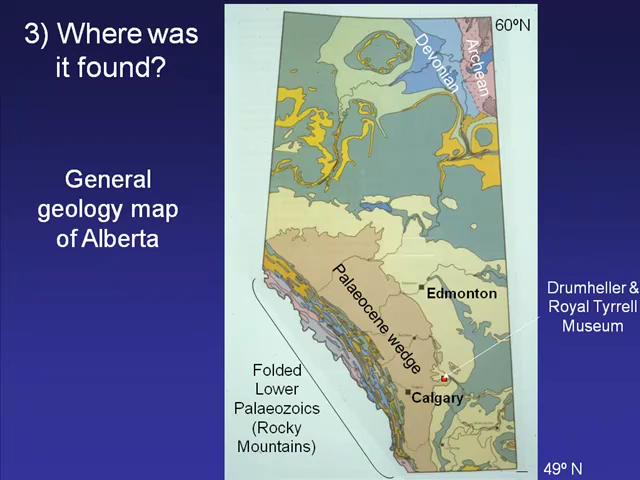 3) Where was
it found?
General
geology map
of Alberta
60ºN
Devonian
Archean
Palaeocene wedge
Edmonton
Calgary
Drumheller &
Royal Tyrrell
Museum
Folded
Lower
Palaeozoics
(Rocky
Mountains)
49º N